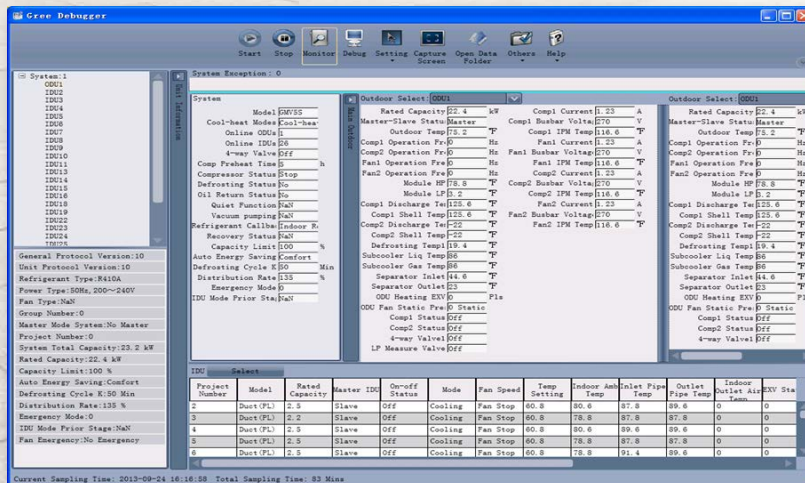 Gree Debugger
Start Stop Monitor Debug Setting Capture Screen Open Data Folder Others Help
System:1
ODU1
IDU2
IDU3
IDU4
IDU5
IDU6
IDU7
IDU8
IDU9
IDU10
IDU11
IDU13
IDU14
IDU15
IDU16
IDU18
IDU19
IDU22
IDU23
IDU24
IDU25
General Protocol Version:10
Unit Protocol Version:10
Refrigerant Type:R410A
Power Type:50Hz, 200~240V
Fan Type:NaN
Group Number:0
Master Mode System:No Master
Project Number:0
System Total Capacity:23.2 kW
Rated Capacity:22.4 kW
Capacity Limit:100 %
Auto Energy Saving:Comfort
Defrosting Cycle K:50 Min
Distribution Rate:135 %
Emergency Mode:0
IDU Mode Prior Stage:NaN
Fan Emergency:No Emergency
Unit Information
System Exception: 0
System
Model GMV5S
Cool-heat Modes Cool-hea
Online ODUs 1
Online IDUs 26
4-way Valve Off
Comp Preheat Time 5 h
Compressor Status Stop
Defrosting Status No
Oil Return Status No
Quiet Function NaN
Vacuum pumping NaN
Refrigerant Callba Indoor R
Recovery Status NaN
Capacity Limit 100 %
Auto Energy Saving Comfort
Defrosting Cycle K 50 Min
Distribution Rate 135 %
Emergency Mode 0
IDU Mode Prior Sta NaN
Main Outdoor
Outdoor Select: ODU1
Rated Capacity 22.4 kW
Master-Slave Statu Master
Outdoor Temp 75.2 °F
Comp1 Operation Fr 0 Hz
Comp2 Operation Fr 0 Hz
Fan1 Operation Fre 0 Hz
Fan2 Operation Fre 0 Hz
Module HP 78.8 °F
Module LP 3.2 °F
Comp1 Discharge Te 125.6 °F
Comp1 Shell Temp 125.6 °F
Comp2 Discharge Te -22 °F
Comp2 Shell Temp -22 °F
Defrosting Temp1 19.4 °F
Subcooler Liq Temp 86 °F
Subcooler Gas Temp 86 °F
Separator Inlet 44.6 °F
Separator Outlet 23 °F
ODU Heating EXV 0 Pls
ODU Fan Static Pre 0 Static
Comp1 Status Off
Comp2 Status Off
4-way Valve1 Off
LP Measure Valve Off
Comp1 Current 1.23 A
Comp1 Busbar Volta 270 V
Comp1 IPM Temp 116.6 °F
Fan1 Current 1.23 A
Fan1 Busbar Voltag 270 V
Fan1 IPM Temp 116.6 °F
Comp2 Current 1.23 A
Comp2 Busbar Volta 270 V
Comp2 IPM Temp 116.6 °F
Fan2 Current 1.23 A
Fan2 Busbar Voltag 270 V
Fan2 IPM Temp 116.6 °F
Outdoor Select: ODU1
Rated Capacity 22.4 kW
Master-Slave Statu Master
Outdoor Temp 75.2 °F
Comp1 Operation Fr 0 Hz
Comp2 Operation Fr 0 Hz
Fan1 Operation Fre 0 Hz
Fan2 Operation Fre 0 Hz
Module HP 78.8 °F
Module LP 3.2 °F
Comp1 Discharge Te 125.6 °F
Comp1 Shell Temp 125.6 °F
Comp2 Discharge Te -22 °F
Comp2 Shell Temp -22 °F
Defrosting Temp1 19.4 °F
Subcooler Liq Temp 86 °F
Subcooler Gas Temp 86 °F
Separator Inlet 44.6 °F
Separator Outlet 23 °F
ODU Heating EXV 0
ODU Fan Static Pre 0 Static
Comp1 Status Off
Comp2 Status Off
4-way Valve1 Off
IDU Select
Project Number Model Rated Capacity Master IDU On-off Status Mode Fan Speed Temp Setting Indoor Amb Temp Inlet Pipe Temp Outlet Pipe Temp Indoor Outlet Air Temp EXV Sta
2 Duct(PL) 2.5 Slave Off Cooling Fan Stop 60.8 80.6 87.8 89.6 0 0
3 Duct(PL) 2.2 Slave Off Cooling Fan Stop 60.8 78.8 87.8 87.8 0 0
4 Duct(PL) 2.5 Slave Off Cooling Fan Stop 60.8 80.6 89.6 89.6 0 0
5 Duct(PL) 2.5 Slave Off Cooling Fan Stop 60.8 78.8 87.8 87.8 0 0
6 Duct(PL) 2.5 Slave Off Cooling Fan Stop 60.8 78.8 91.4 89.6 0 0
Current Sampling Time: 2013-09-24 16:16:58 Total Sampling Time: 83 Mins